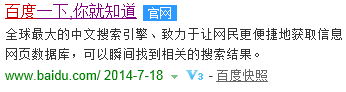 百度一下,你就知道 官网
全球最大的中文搜索引擎、致力于让网民更便捷地获取信息
网页数据库，可以瞬间找到相关的搜索结果。
www.baidu.com/ 2014-7-18 V3 - 百度快照